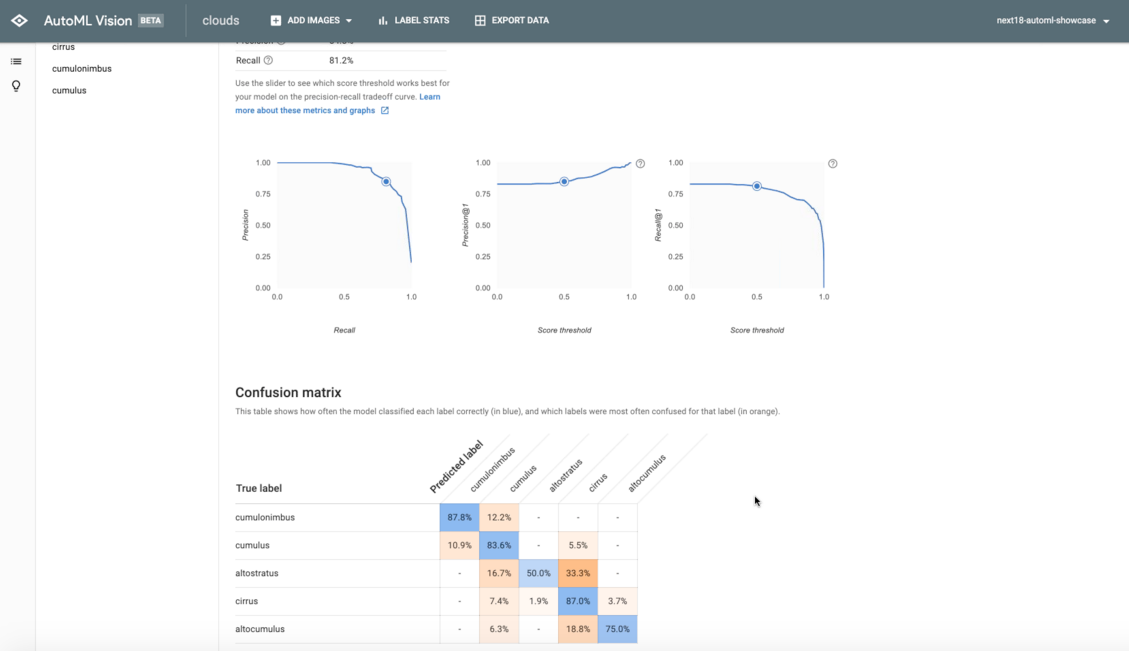 AutoML Vision BETA clouds ADD IMAGES LABEL STATS EXPORT DATA next18-automl-showcase
cirrus
cumulonimbus
cumulus
Recall 81.2%
Use the slider to see which score threshold works best for
your model on the precision-recall tradeoff curve. Learn
more about these metrics and graphs
1.00
0.75
0.50
0.25
0.00
0.0 0.5 1.0
Precision
Recall
1.00
0.75
0.50
0.25
0.00
0.0 0.5 1.0
Precision@1
Score threshold
1.00
0.75
0.50
0.25
0.00
0.0 0.5 1.0
Recall@1
Score threshold
Confusion matrix
This table shows how often the model classified each label correctly (in blue), and which labels were most often confused for that label (in orange).
True label
Predicted label
cumulonimbus
cumulus
altostratus
cirrus
altocumulus
cumulonimbus 87.8% 12.2% - - -
cumulus 10.9% 83.6% - 5.5% -
altostratus - 16.7% 50.0% 33.3% -
cirrus - 7.4% 1.9% 87.0% 3.7%
altocumulus - 6.3% - 18.8% 75.0%